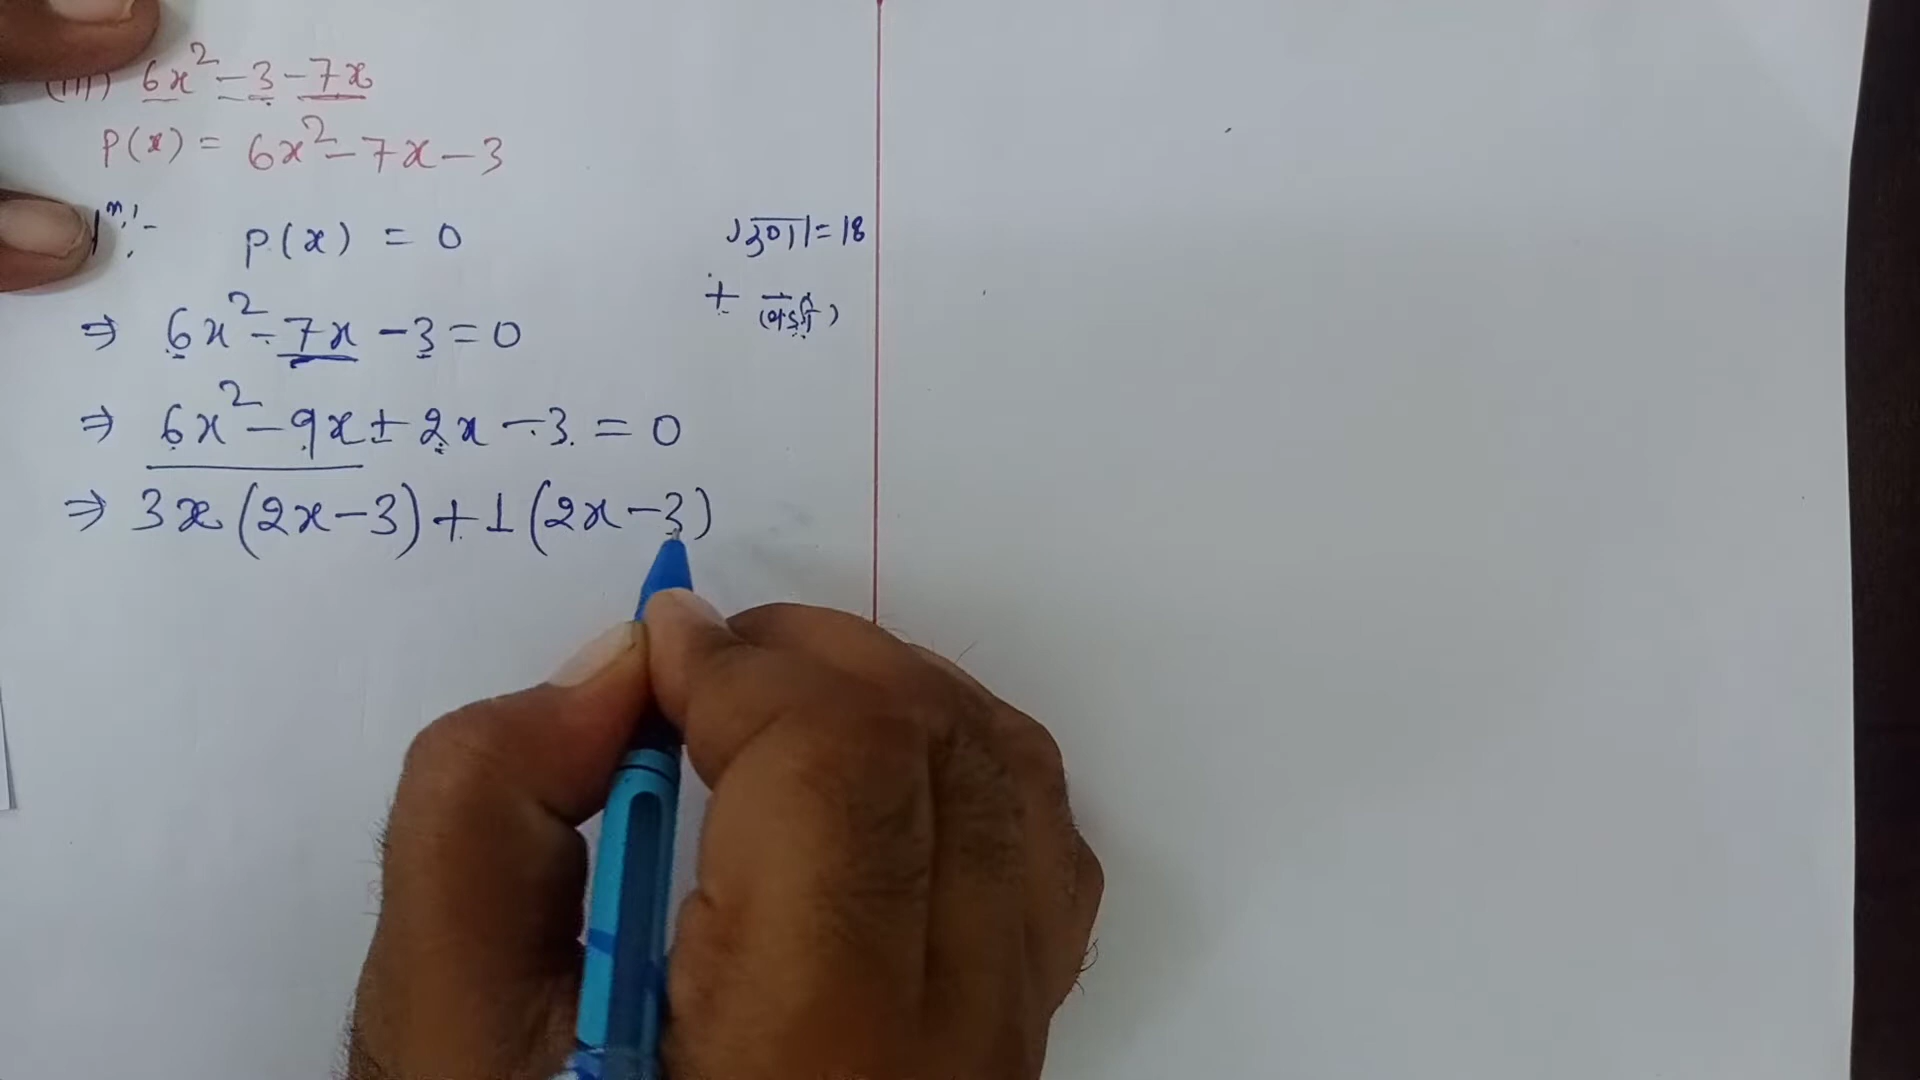 (iii) 6x² - 3 - 7x
P(x) = 6x² - 7x - 3
p(x) = 0
⇒ 6x² - 7x - 3 = 0
⇒ 6x² - 9x + 2x - 3 = 0
⇒ 3x(2x-3)+1(2x-3)
= 18
+